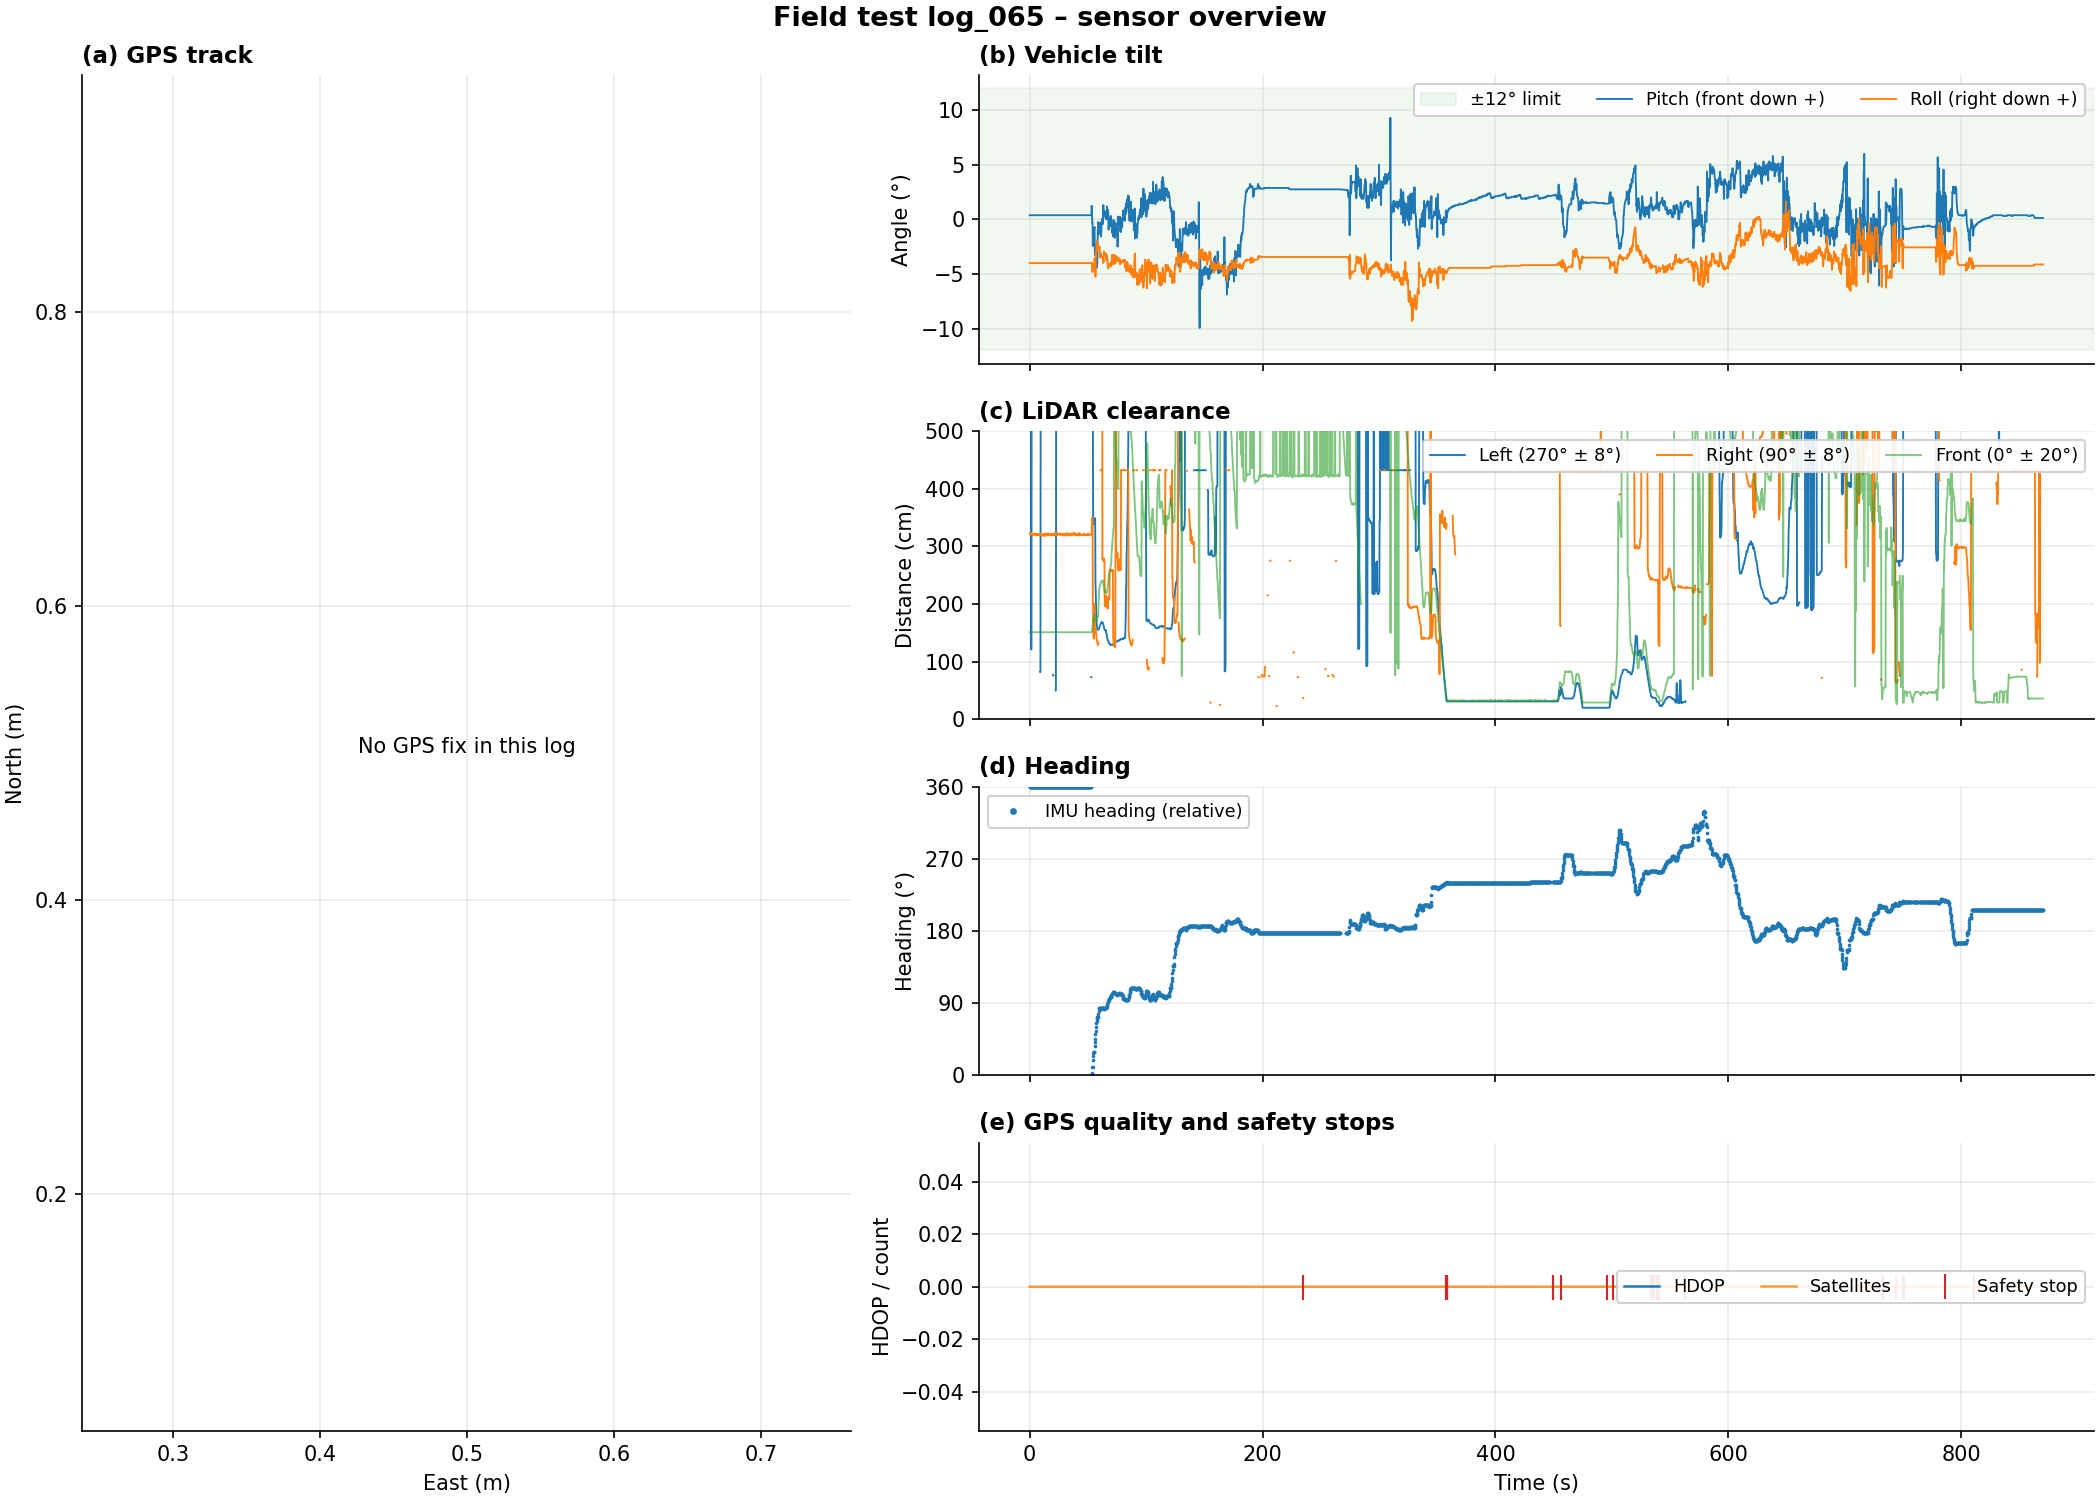 Field test log_065 – sensor overview
(a) GPS track
North (m)
0.8
0.6
0.4
0.2
No GPS fix in this log
0.3 0.4 0.5 0.6 0.7
East (m)
(b) Vehicle tilt
Angle (°)
10
5
0
−5
−10
±12° limit Pitch (front down +) Roll (right down +)
(c) LiDAR clearance
Distance (cm)
500
400
300
200
100
0
Left (270° ± 8°) Right (90° ± 8°) Front (0° ± 20°)
(d) Heading
Heading (°)
360
270
180
90
0
IMU heading (relative)
(e) GPS quality and safety stops
HDOP / count
0.04
0.02
0.00
−0.02
−0.04
HDOP Satellites Safety stop
0 200 400 600 800
Time (s)